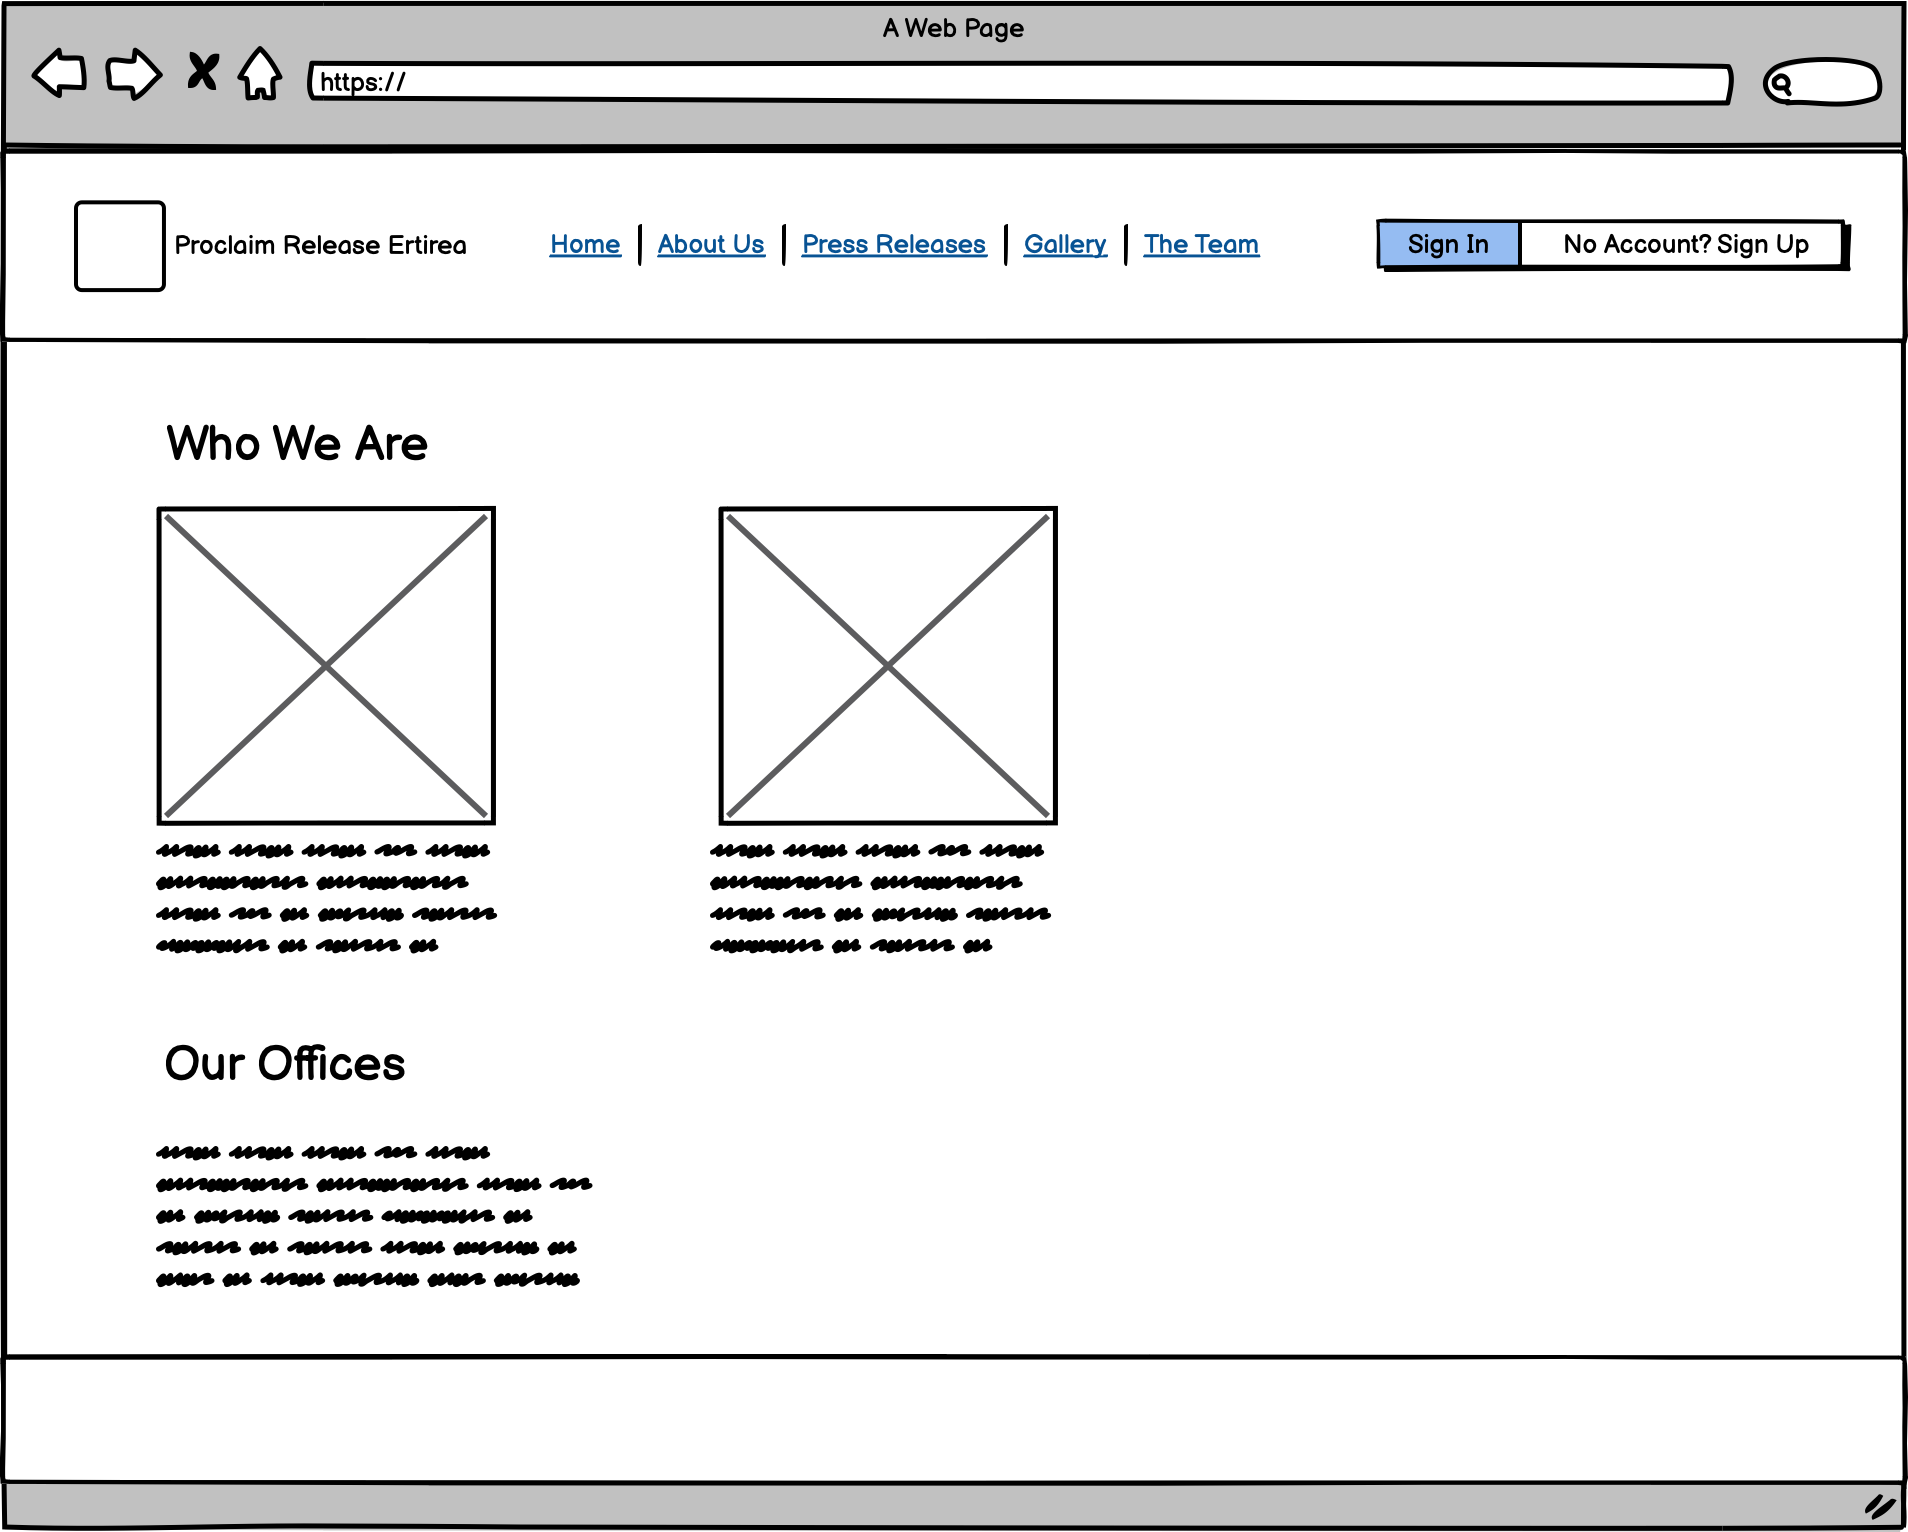 A Web Page
https://
Proclaim Release Ertirea
Home | About Us | Press Releases | Gallery | The Team
Sign In
No Account? Sign Up
Who We Are
Our Offices